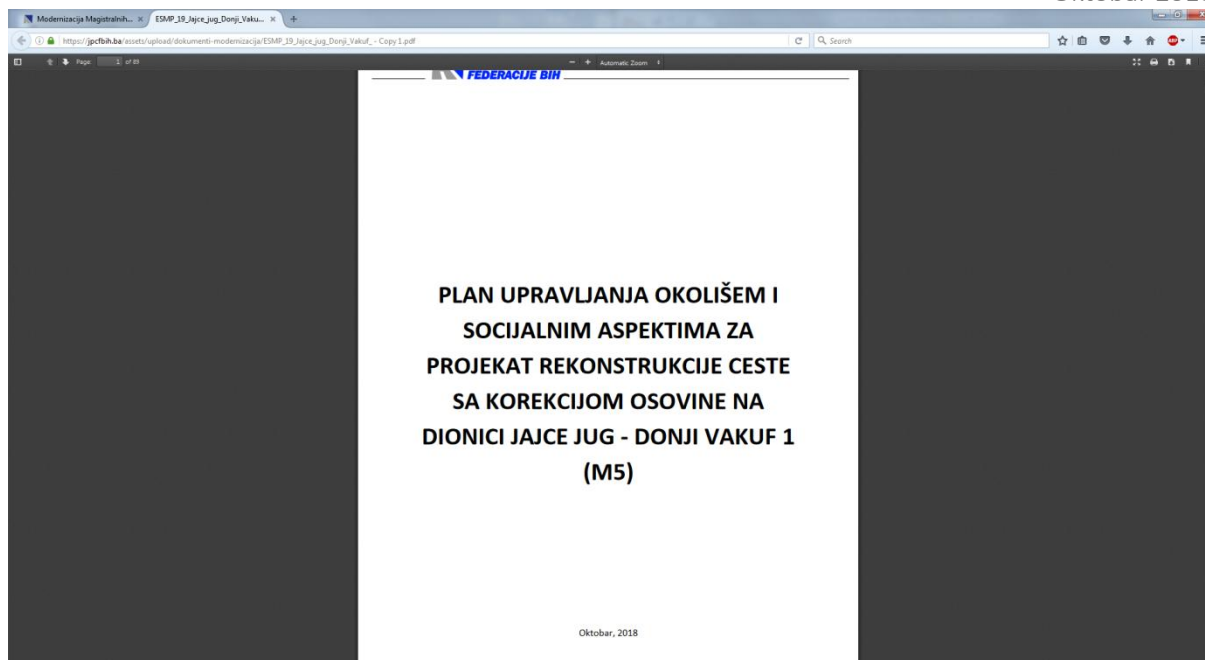 Modernizacija Magistralnih...
ESMP_19_Jajce_jug_Donji_Vaku...
https://jpcfbih.ba/assets/upload/dokumenti-modernizacija/ESMP_19_Jajce_jug_Donji_Vakuf_ - Copy 1.pdf
Search
Page: 1 of 89
Automatic Zoom
FEDERACIJE BIH
PLAN UPRAVLJANJA OKOLIŠEM I
SOCIJALNIM ASPEKTIMA ZA
PROJEKAT REKONSTRUKCIJE CESTE
SA KOREKCIJOM OSOVINE NA
DIONICI JAJCE JUG - DONJI VAKUF 1
(M5)
Oktobar, 2018